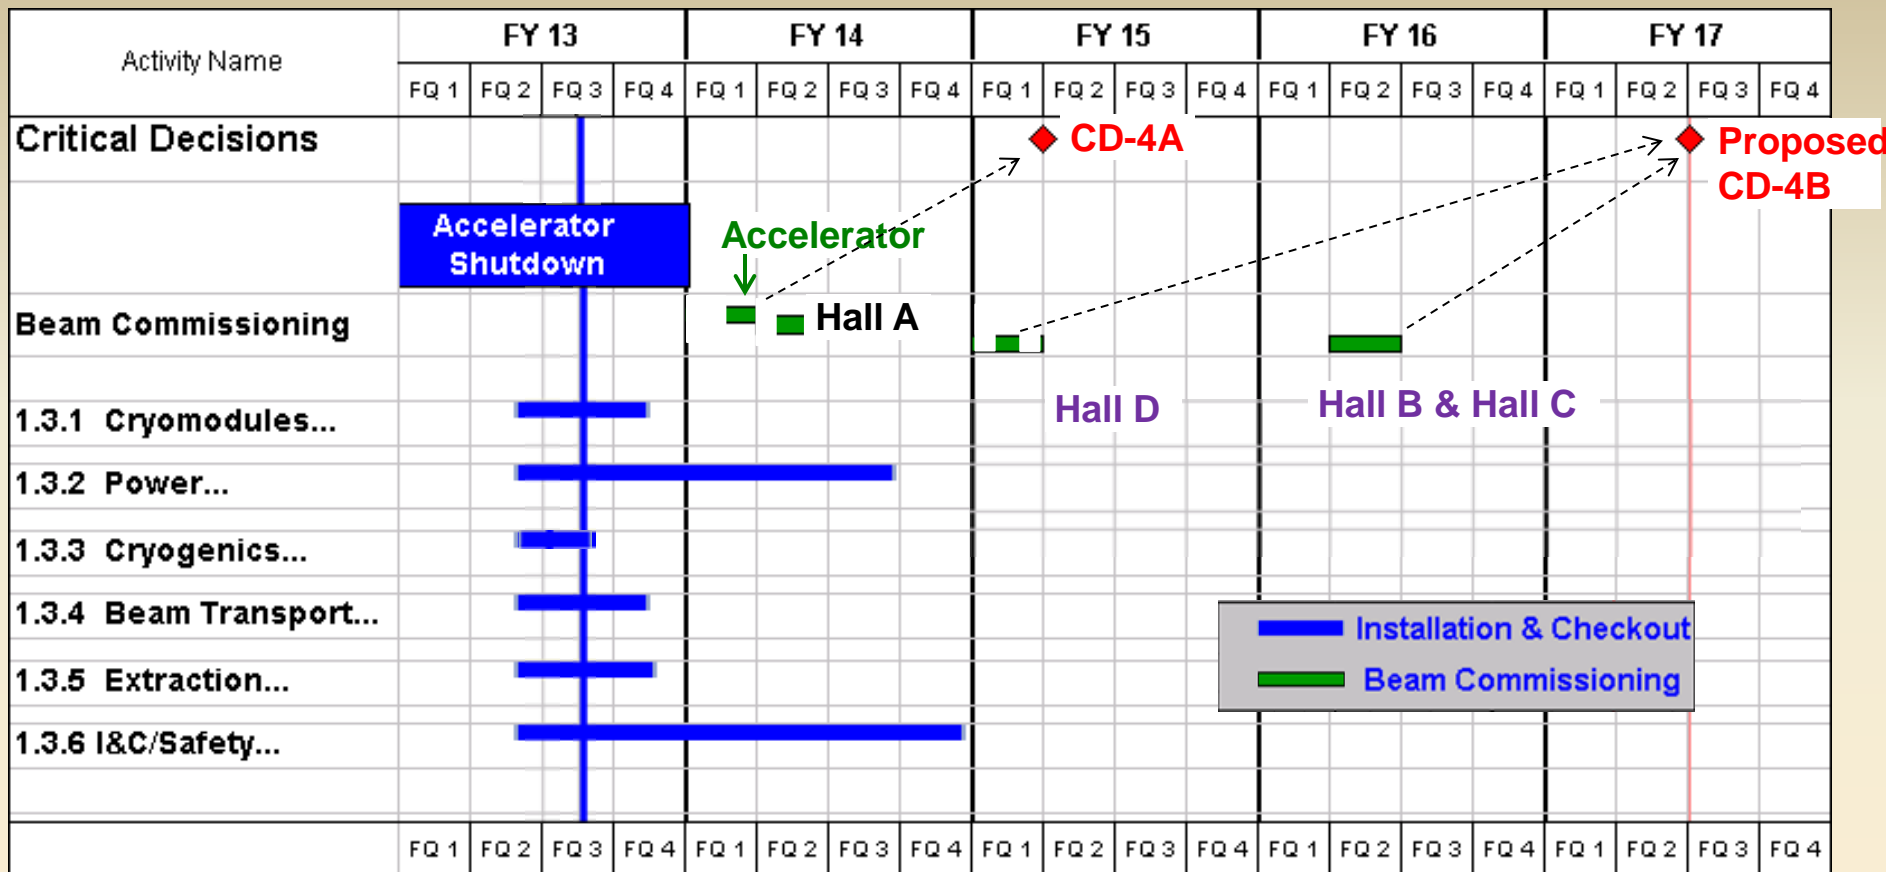 Activity Name
FY 13 FY 14 FY 15 FY 16 FY 17
FQ 1 FQ 2 FQ 3 FQ 4 FQ 1 FQ 2 FQ 3 FQ 4 FQ 1 FQ 2 FQ 3 FQ 4 FQ 1 FQ 2 FQ 3 FQ 4 FQ 1 FQ 2 FQ 3 FQ 4
Critical Decisions
CD-4A
Proposed
CD-4B
Accelerator
Shutdown
Accelerator
Beam Commissioning
Hall A
Hall D
Hall B & Hall C
1.3.1 Cryomodules...
1.3.2 Power...
1.3.3 Cryogenics...
1.3.4 Beam Transport...
1.3.5 Extraction...
1.3.6 I&C/Safety...
Installation & Checkout
Beam Commissioning
FQ 1 FQ 2 FQ 3 FQ 4 FQ 1 FQ 2 FQ 3 FQ 4 FQ 1 FQ 2 FQ 3 FQ 4 FQ 1 FQ 2 FQ 3 FQ 4 FQ 1 FQ 2 FQ 3 FQ 4